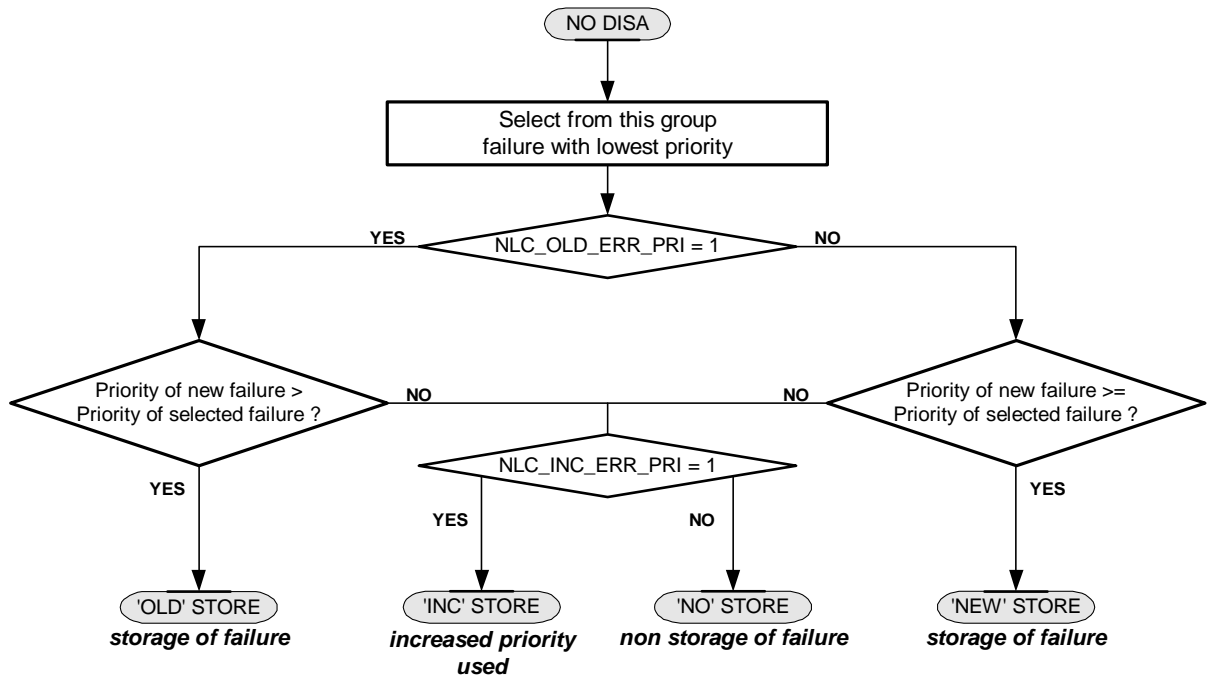 NO DISA
Select from this group
failure with lowest priority
YES
NLC_OLD_ERR_PRI = 1
NO
Priority of new failure >
Priority of selected failure ?
NO
NO
Priority of new failure >=
Priority of selected failure ?
NLC_INC_ERR_PRI = 1
YES
YES
NO
YES
'OLD' STORE
storage of failure
'INC' STORE
increased priority
used
'NO' STORE
non storage of failure
'NEW' STORE
storage of failure